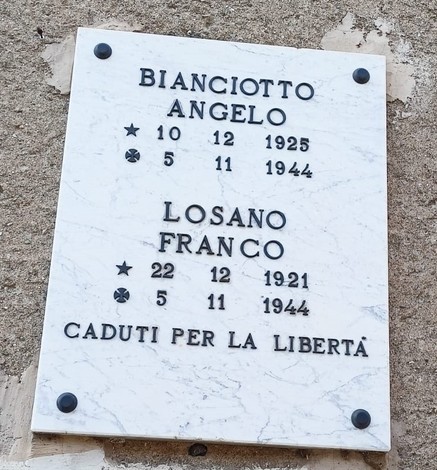 BIANCIOTTO
ANGELO
★ 10 12 1925
✠ 5 11 1944
LOSANO
FRANCO
★ 22 12 1921
✠ 5 11 1944
CADUTI PER LA LIBERTÁ